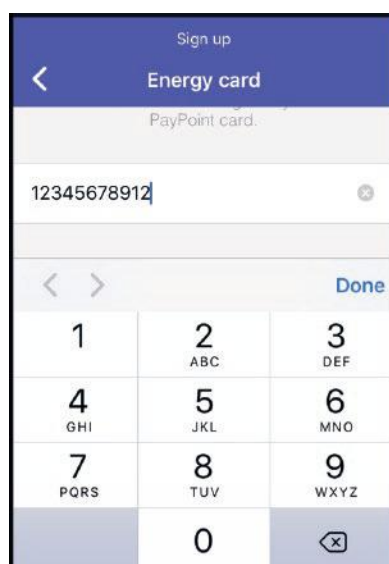 Sign up
Energy card
PayPoint card.
12345678912
Done
1
2
ABC
3
DEF
4
GHI
5
JKL
6
MNO
7
PQRS
8
TUV
9
WXYZ
0